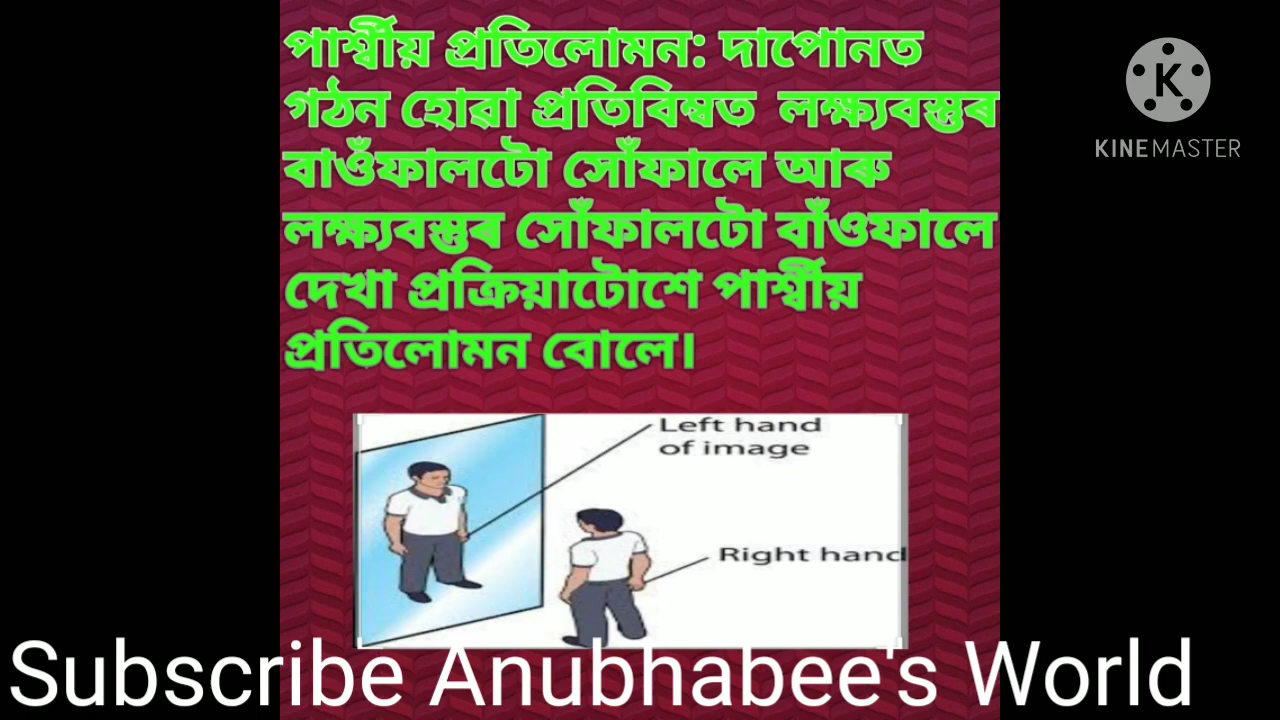 পাৰ্শ্বীয় প্ৰতিলোমন: দাপোনত
গঠন হোৱা প্ৰতিবিম্বত লক্ষ্যবস্তুৰ
বাওঁফালটো সোঁফালে আৰু
লক্ষ্যবস্তুৰ সোঁফালটো বাঁওফালে
দেখা প্ৰক্ৰিয়াটোশে পাৰ্শ্বীয়
প্ৰতিলোমন বোলে।
K
KINEMASTER
Left hand
of image
Right hand
Subscribe Anubhabee's World